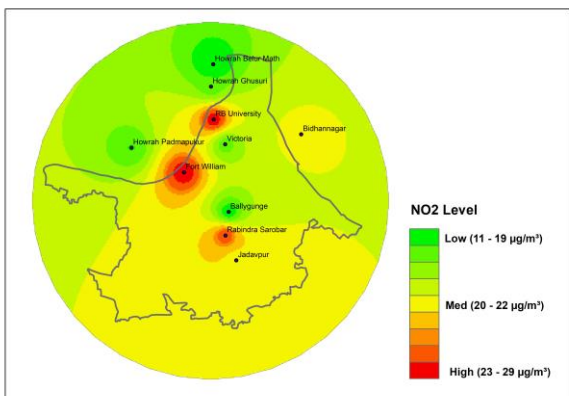 Howrah Belur Math
Howrah Ghusuri
RB University
Bidhannagar
Victoria
Howrah Padmapukur
Fort William
Ballygunge
Rabindra Sarobar
Jadavpur
NO2 Level
Low (11 - 19 µg/m³)
Med (20 - 22 µg/m³)
High (23 - 29 µg/m³)